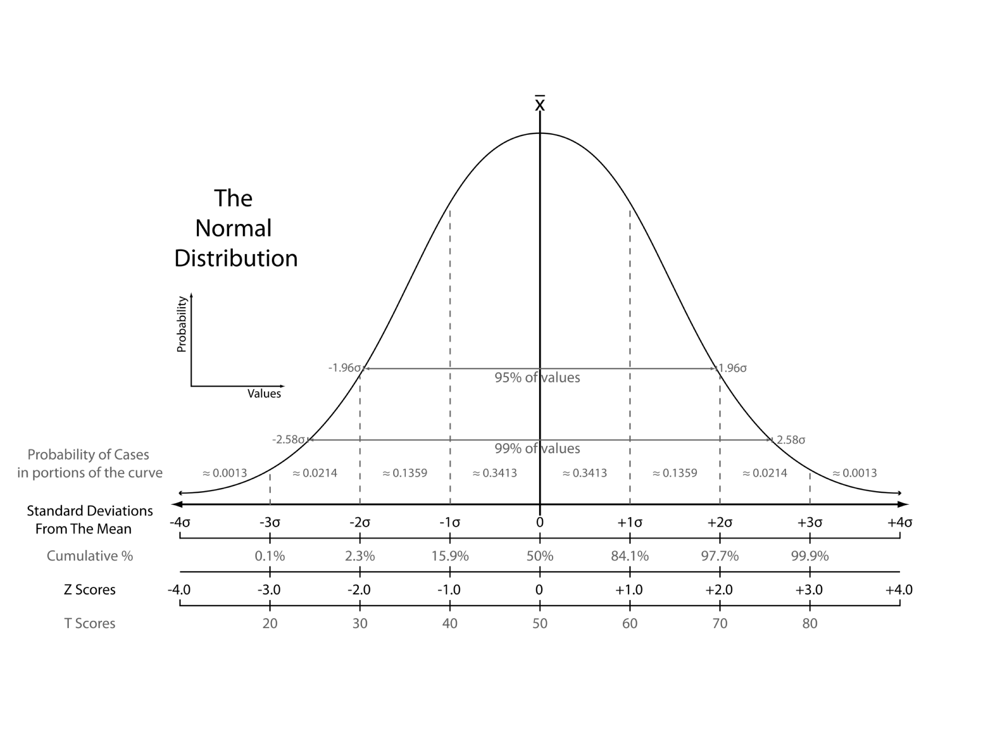 x̄
The
Normal
Distribution
Probability
Values
-1.96σ 1.96σ
95% of values
-2.58σ 2.58σ
99% of values
Probability of Cases
in portions of the curve
≈ 0.0013 ≈ 0.0214 ≈ 0.1359 ≈ 0.3413 ≈ 0.3413 ≈ 0.1359 ≈ 0.0214 ≈ 0.0013
Standard Deviations
From The Mean
-4σ -3σ -2σ -1σ 0 +1σ +2σ +3σ +4σ
Cumulative % 0.1% 2.3% 15.9% 50% 84.1% 97.7% 99.9%
Z Scores -4.0 -3.0 -2.0 -1.0 0 +1.0 +2.0 +3.0 +4.0
T Scores 20 30 40 50 60 70 80